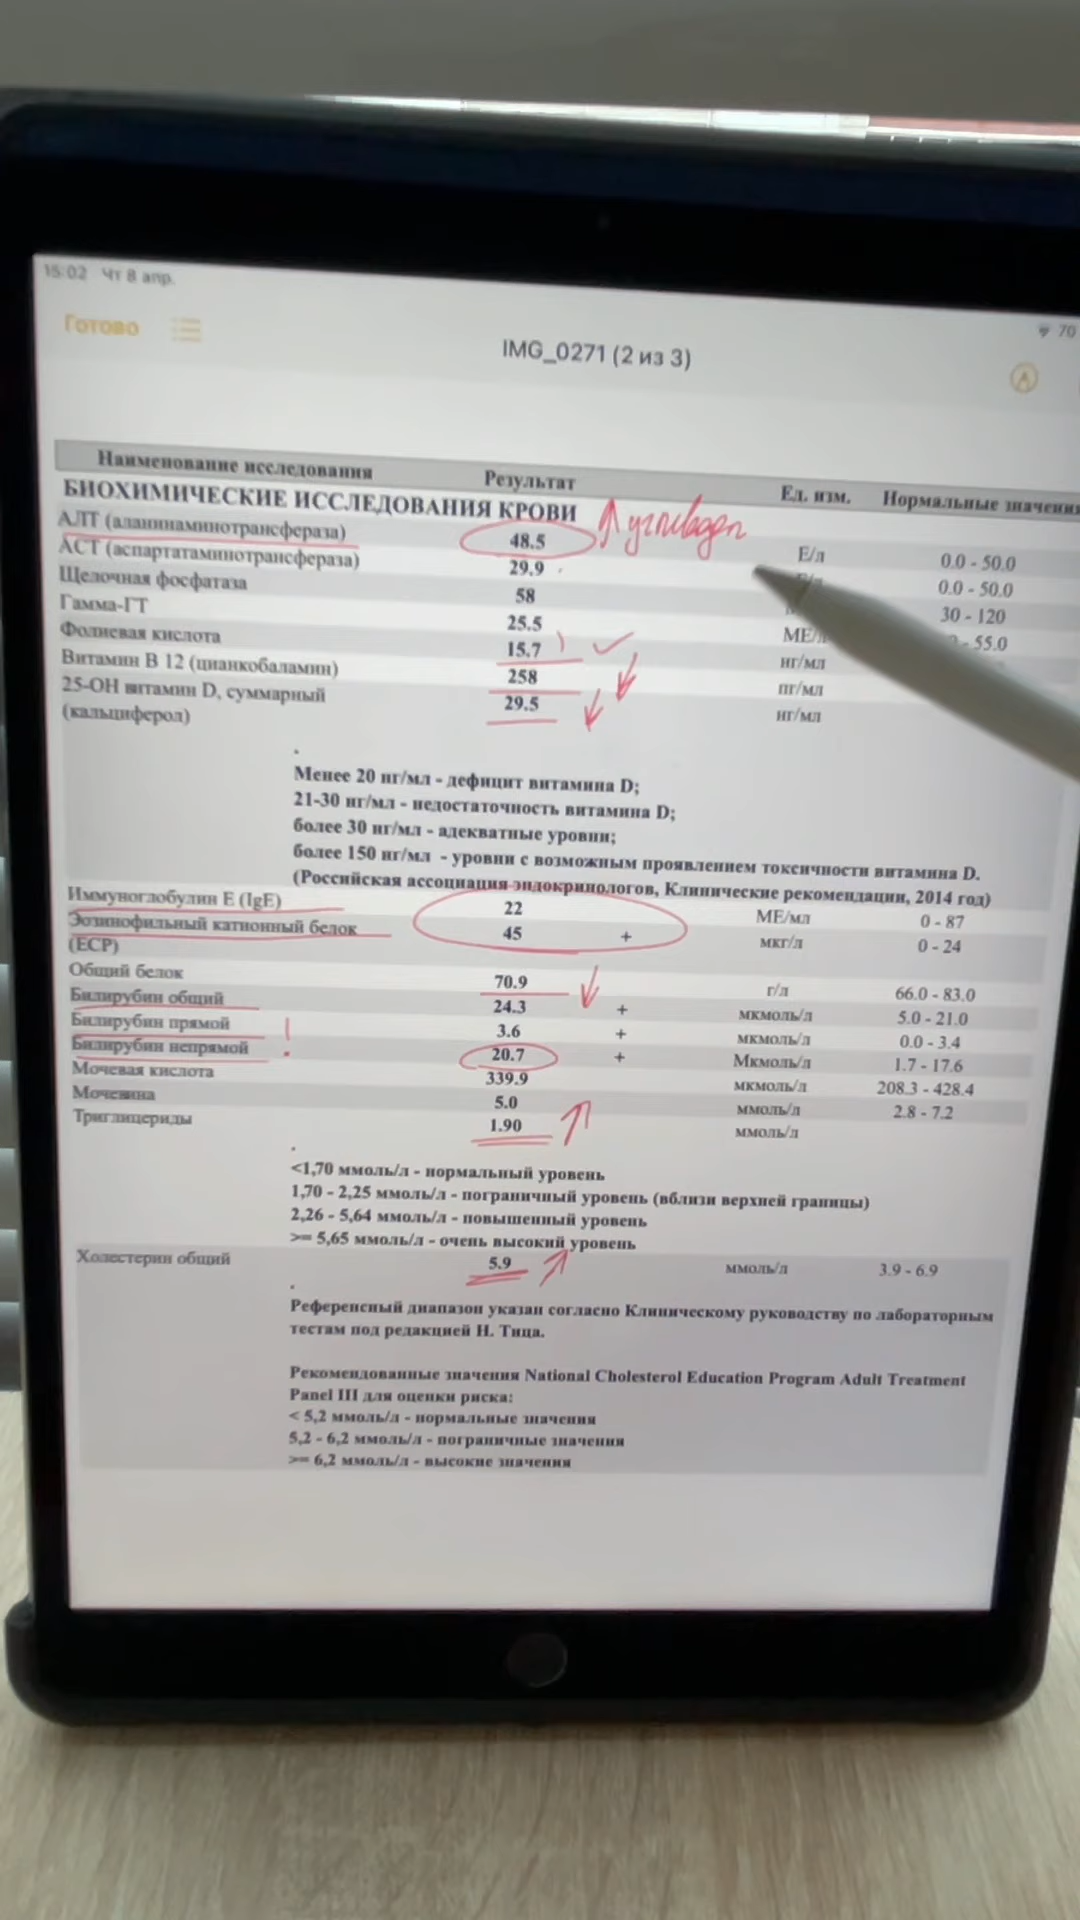 15:02 Чт 8 апр.
70
Готово
IMG_0271 (2 из 3)
Наименование исследования Результат Ед. изм. Нормальные значения
БИОХИМИЧЕСКИЕ ИССЛЕДОВАНИЯ КРОВИ
АЛТ (аланинаминотрансфераза) 48.5 ↑ углевод Е/л 0.0 - 50.0
АСТ (аспартатаминотрансфераза) 29.9 0.0 - 50.0
Щелочная фосфатаза 58 30 - 120
Гамма-ГТ 25.5 МЕ/л - 55.0
Фолиевая кислота 15.7 нг/мл
Витамин В 12 (цианкобаламин) 258 пг/мл
25-ОН витамин D, суммарный 29.5 нг/мл
(кальциферол)
.
Менее 20 нг/мл - дефицит витамина D;
21-30 нг/мл - недостаточность витамина D;
более 30 нг/мл - адекватные уровни;
более 150 нг/мл - уровни с возможным проявлением токсичности витамина D.
(Российская ассоциация эндокринологов, Клинические рекомендации, 2014 год)
Иммуноглобулин Е (IgE) 22 МЕ/мл 0 - 87
Эозинофильный катионный белок 45 + мкг/л 0 - 24
(ECP)
Общий белок 70.9 г/л 66.0 - 83.0
Билирубин общий 24.3 + мкмоль/л 5.0 - 21.0
Билирубин прямой 3.6 + мкмоль/л 0.0 - 3.4
Билирубин непрямой ! 20.7 + Мкмоль/л 1.7 - 17.6
Мочевая кислота 339.9 мкмоль/л 208.3 - 428.4
Мочевина 5.0 ммоль/л 2.8 - 7.2
Триглицериды 1.90 ммоль/л
.
<1,70 ммоль/л - нормальный уровень
1,70 - 2,25 ммоль/л - пограничный уровень (вблизи верхней границы)
2,26 - 5,64 ммоль/л - повышенный уровень
>= 5,65 ммоль/л - очень высокий уровень
Холестерин общий 5.9 ммоль/л 3.9 - 6.9
.
Референсный диапазон указан согласно Клиническому руководству по лабораторным
тестам под редакцией Н. Тица.
Рекомендованные значения National Cholesterol Education Program Adult Treatment
Panel III для оценки риска:
< 5,2 ммоль/л - нормальные значения
5,2 - 6,2 ммоль/л - пограничные значения
>= 6,2 ммоль/л - высокие значения